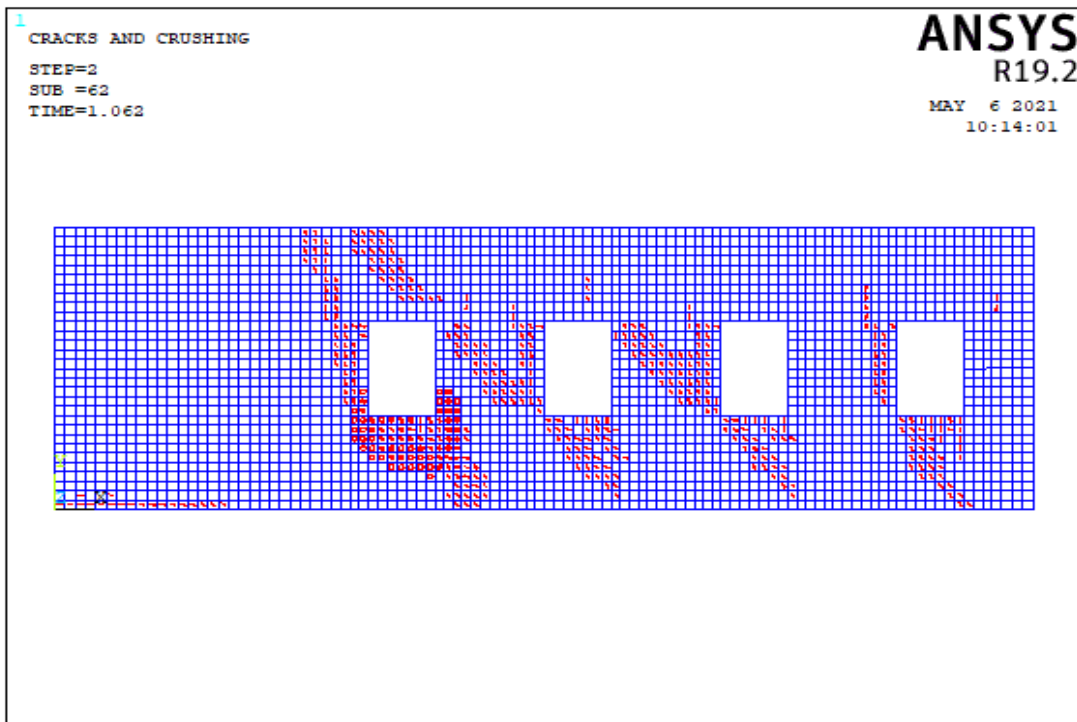 1
CRACKS AND CRUSHING
STEP=2
SUB =62
TIME=1.062
ANSYS
R19.2
MAY  6 2021
10:14:01
Y
X